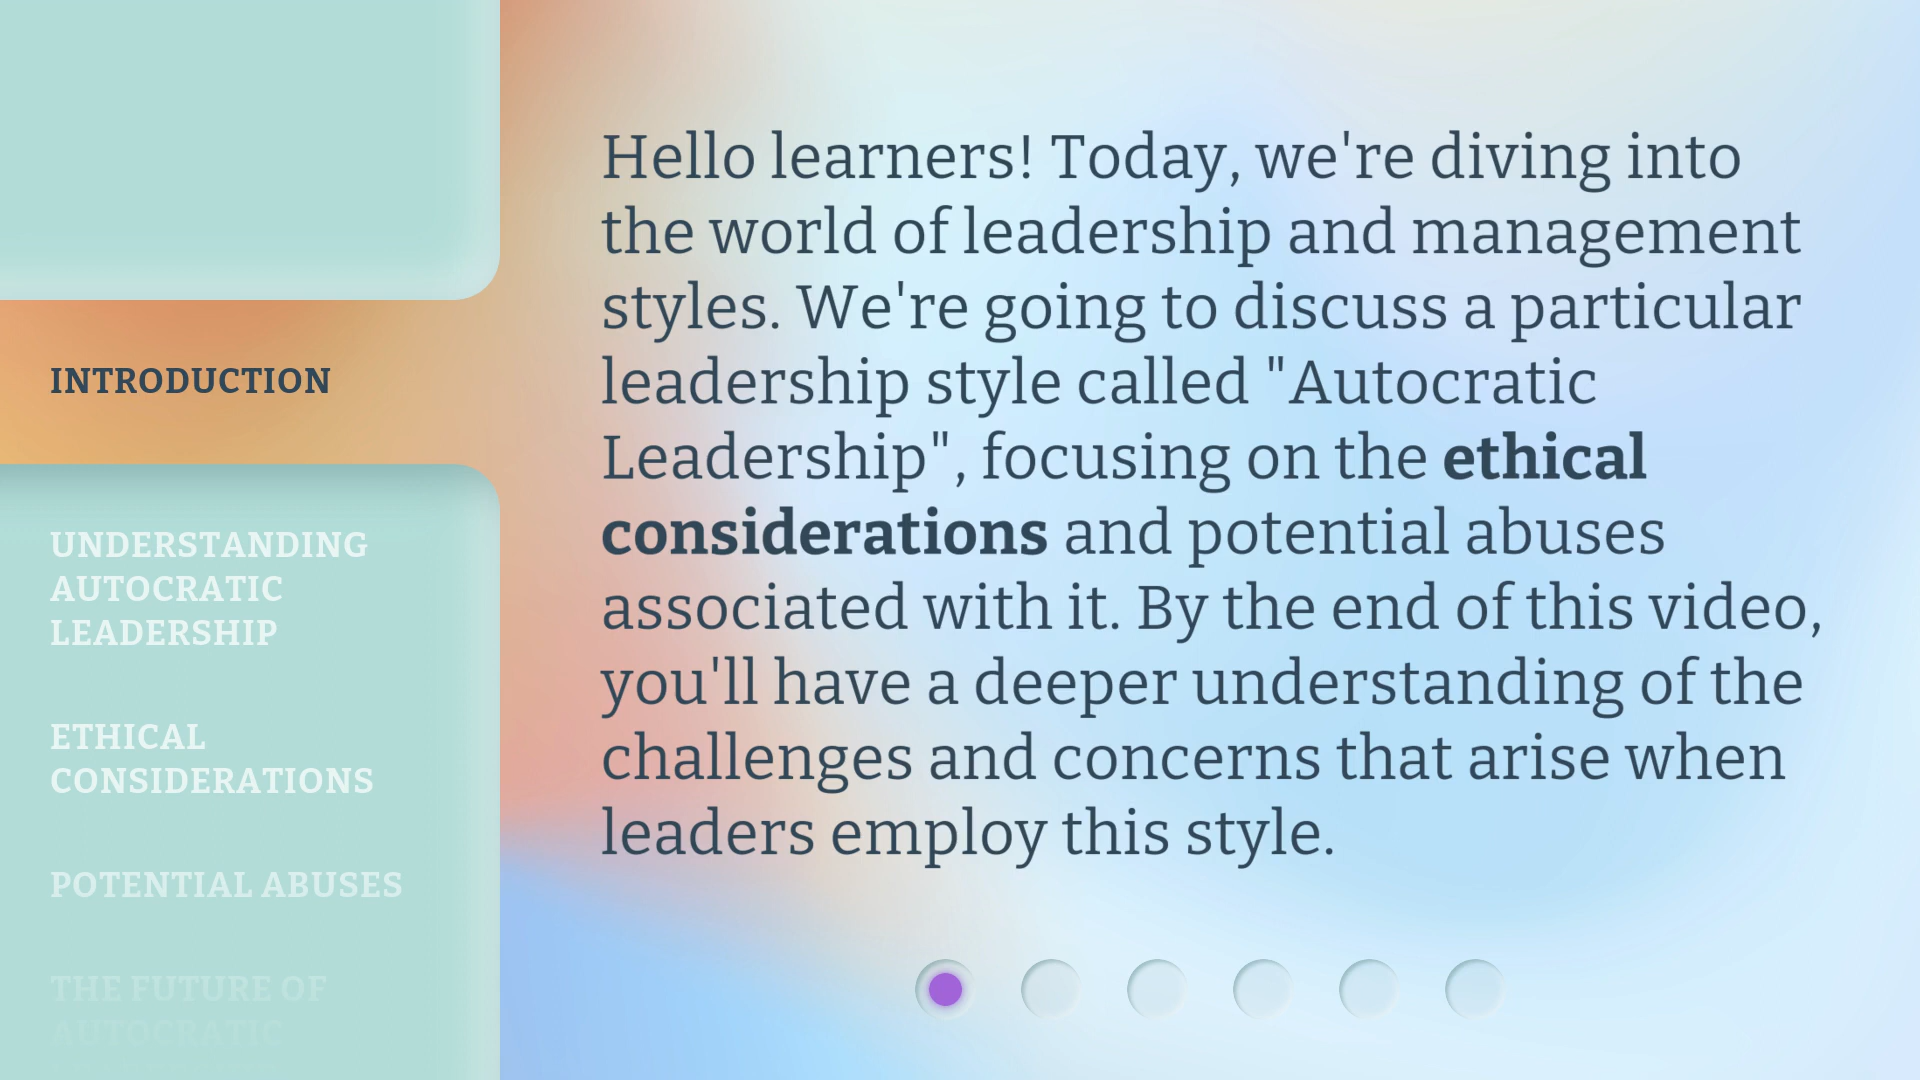 INTRODUCTION
UNDERSTANDING
AUTOCRATIC
LEADERSHIP
ETHICAL
CONSIDERATIONS
POTENTIAL ABUSES
THE FUTURE OF
AUTOCRATIC
Hello learners! Today, we're diving into
the world of leadership and management
styles. We're going to discuss a particular
leadership style called "Autocratic
Leadership", focusing on the ethical
considerations and potential abuses
associated with it. By the end of this video,
you'll have a deeper understanding of the
challenges and concerns that arise when
leaders employ this style.